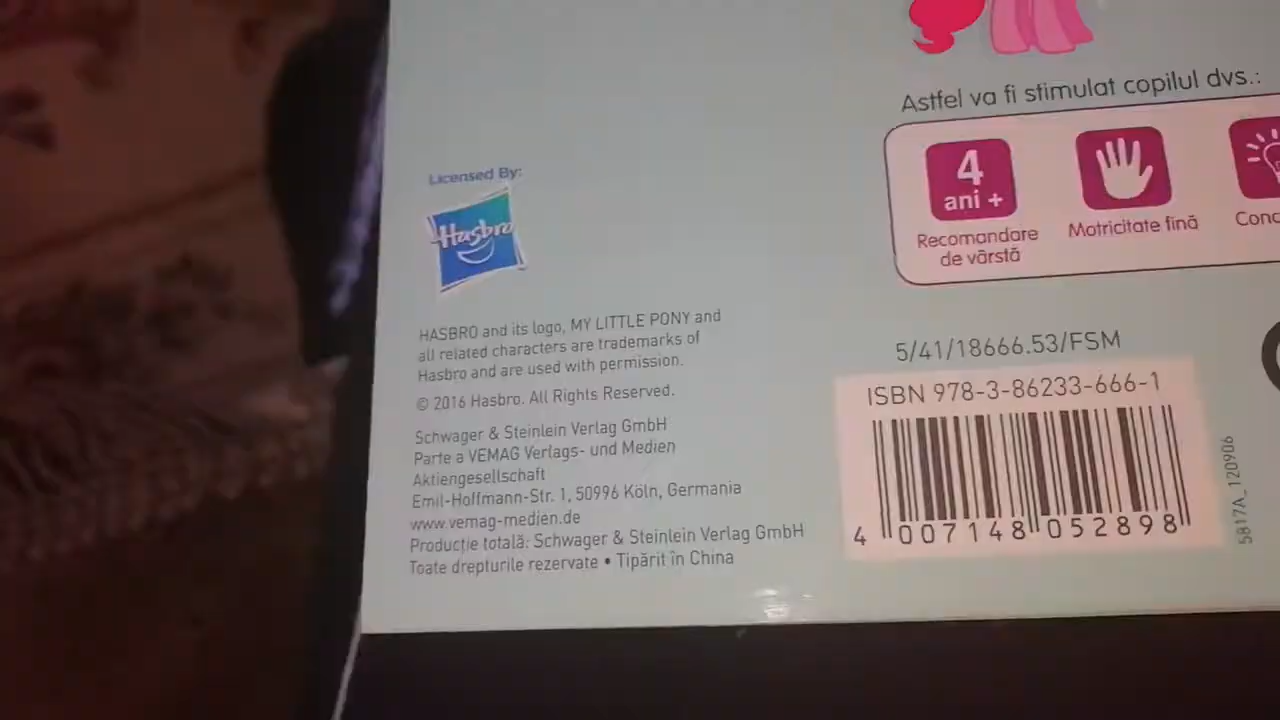 Astfel va fi stimulat copilul dvs.:
4
ani +
Recomandare
de vârstă
Motricitate fină
Licensed By:
Hasbro
HASBRO and its logo, MY LITTLE PONY and
all related characters are trademarks of
Hasbro and are used with permission.
© 2016 Hasbro. All Rights Reserved.
Schwager & Steinlein Verlag GmbH
Parte a VEMAG Verlags- und Medien
Aktiengesellschaft
Emil-Hoffmann-Str. 1, 50996 Köln, Germania
www.vemag-medien.de
Producție totală: Schwager & Steinlein Verlag GmbH
Toate drepturile rezervate • Tipărit în China
5/41/18666.53/FSM
ISBN 978-3-86233-666-1
4 007148 052898
5817A_120906